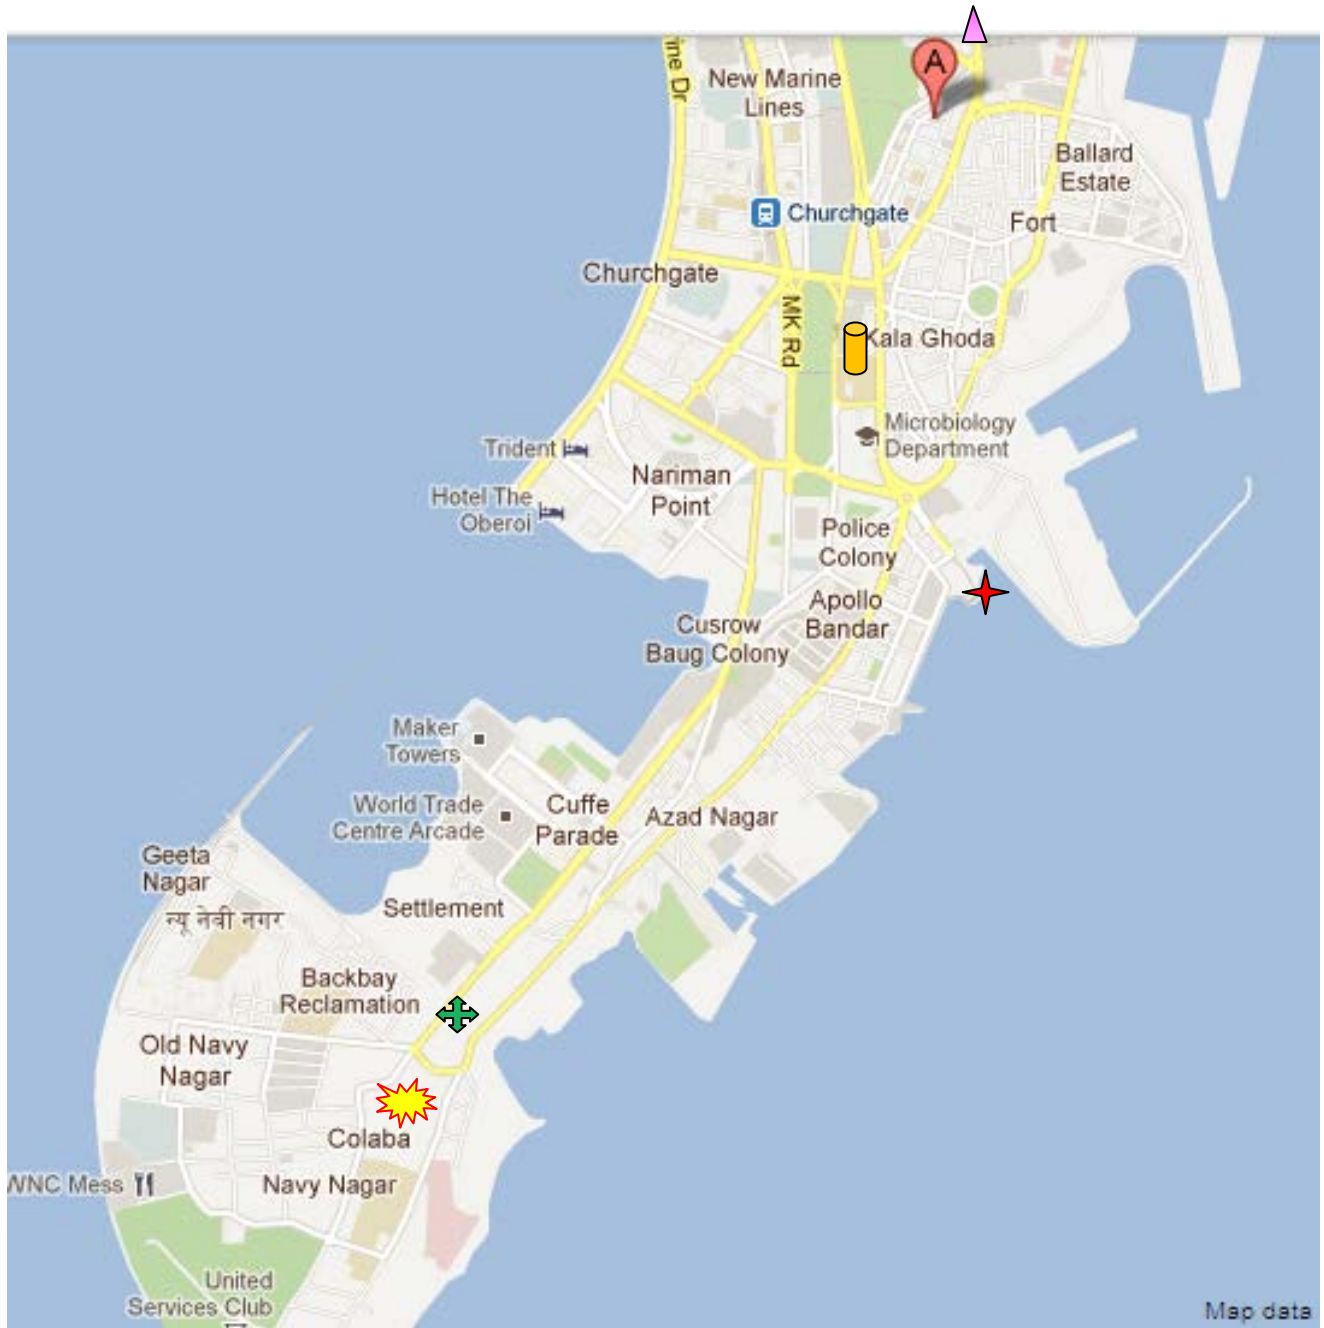 ine Dr
A
New Marine
Lines
Ballard
Estate
Churchgate
Fort
Churchgate
MK Rd
Kala Ghoda
Microbiology
Department
Trident
Nariman
Point
Hotel The
Oberoi
Police
Colony
Apollo
Bandar
Cusrow
Baug Colony
Maker
Towers
World Trade
Centre Arcade
Cuffe
Parade
Azad Nagar
Geeta
Nagar
न्यू नेवी नगर
Settlement
Backbay
Reclamation
Old Navy
Nagar
Colaba
WNC Mess
Navy Nagar
United
Services Club
Map data